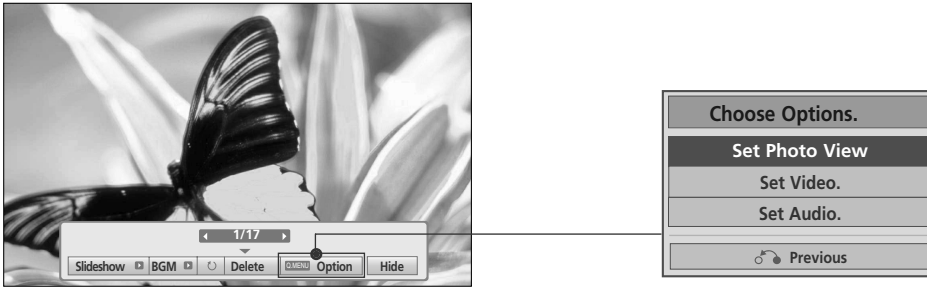 1/17
Slideshow BGM Delete Q.MENU Option Hide
Choose Options.
Set Photo View
Set Video.
Set Audio.
Previous